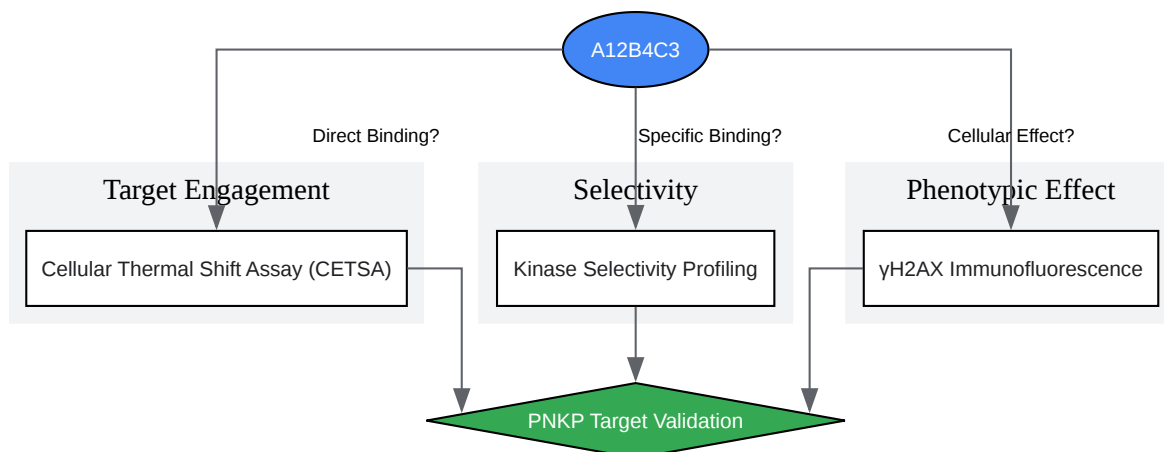 A12B4C3
Direct Binding?
Specific Binding?
Cellular Effect?
Target Engagement
Selectivity
Phenotypic Effect
Cellular Thermal Shift Assay (CETSA)
Kinase Selectivity Profiling
γH2AX Immunofluorescence
PNKP Target Validation